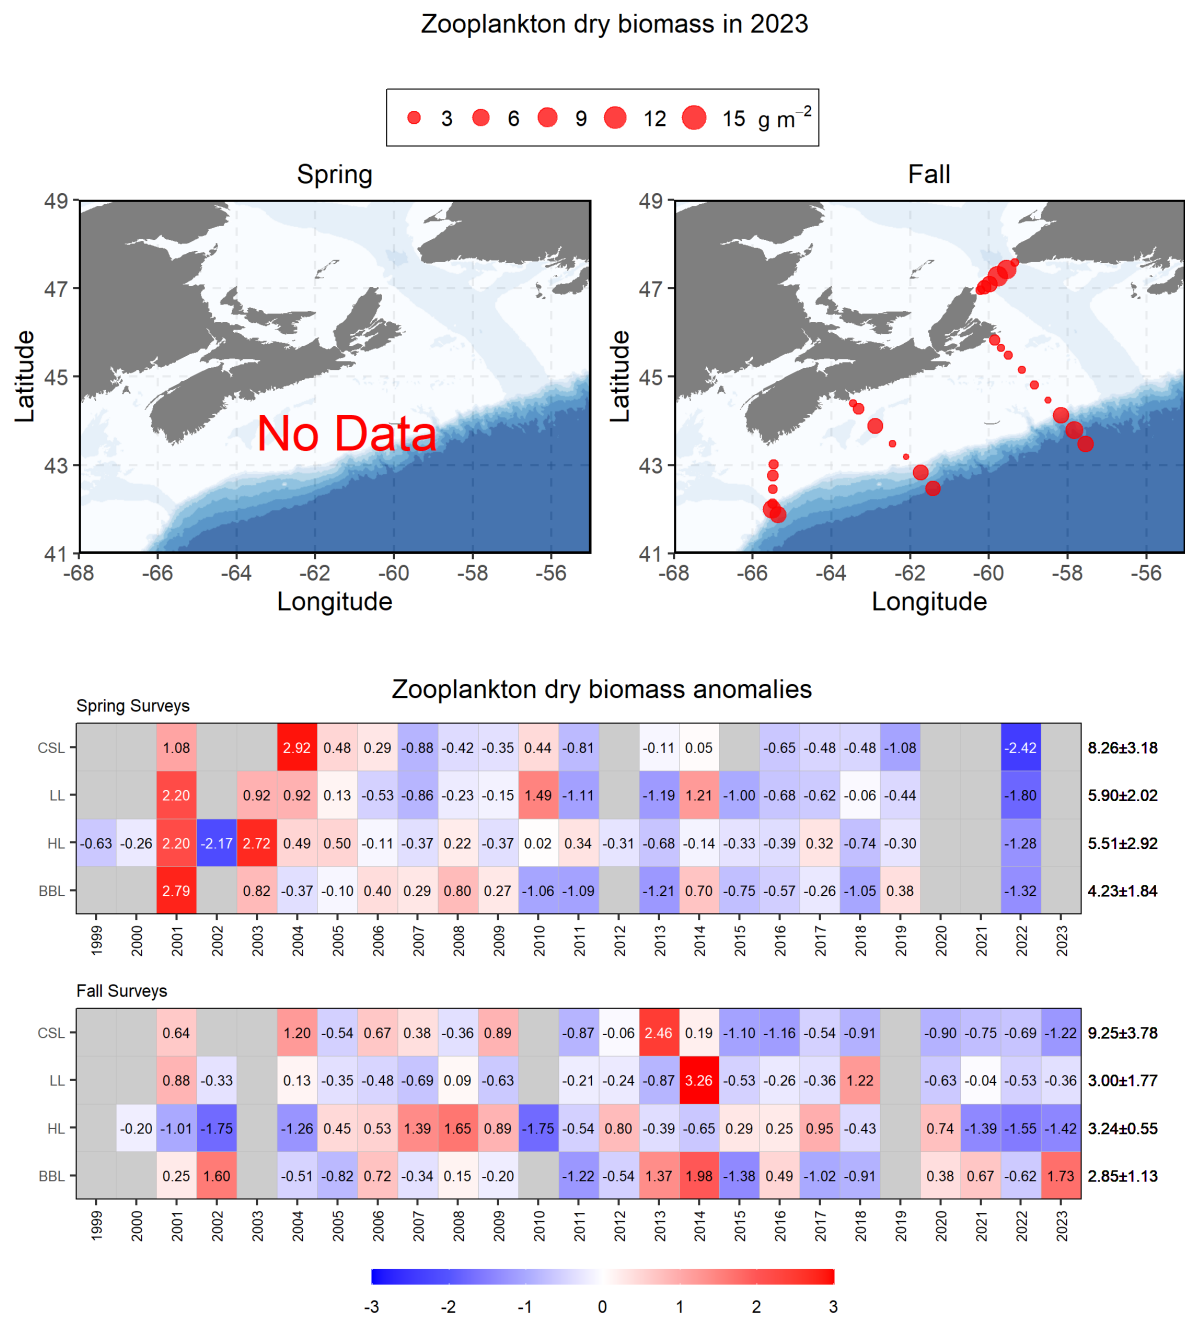 Zooplankton dry biomass in 2023
3 6 9 12 15 g m−2
Spring Fall
49 47 45 43 41
Latitude
No Data
-68 -66 -64 -62 -60 -58 -56
Longitude
49 47 45 43 41
Latitude
-68 -66 -64 -62 -60 -58 -56
Longitude
Zooplankton dry biomass anomalies
Spring Surveys
CSL 1.08 2.92 0.48 0.29 -0.88 -0.42 -0.35 0.44 -0.81 -0.11 0.05 -0.65 -0.48 -0.48 -1.08 -2.42 8.26±3.18
LL 2.20 0.92 0.92 0.13 -0.53 -0.86 -0.23 -0.15 1.49 -1.11 -1.19 1.21 -1.00 -0.68 -0.62 -0.06 -0.44 -1.80 5.90±2.02
HL -0.63 -0.26 2.20 -2.17 2.72 0.49 0.50 -0.11 -0.37 0.22 -0.37 0.02 0.34 -0.31 -0.68 -0.14 -0.33 -0.39 0.32 -0.74 -0.30 -1.28 5.51±2.92
BBL 2.79 0.82 -0.37 -0.10 0.40 0.29 0.80 0.27 -1.06 -1.09 -1.21 0.70 -0.75 -0.57 -0.26 -1.05 0.38 -1.32 4.23±1.84
1999 2000 2001 2002 2003 2004 2005 2006 2007 2008 2009 2010 2011 2012 2013 2014 2015 2016 2017 2018 2019 2020 2021 2022 2023
Fall Surveys
CSL 0.64 1.20 -0.54 0.67 0.38 -0.36 0.89 -0.87 -0.06 2.46 0.19 -1.10 -1.16 -0.54 -0.91 -0.90 -0.75 -0.69 -1.22 9.25±3.78
LL 0.88 -0.33 0.13 -0.35 -0.48 -0.69 0.09 -0.63 -0.21 -0.24 -0.87 3.26 -0.53 -0.26 -0.36 1.22 -0.63 -0.04 -0.53 -0.36 3.00±1.77
HL -0.20 -1.01 -1.75 -1.26 0.45 0.53 1.39 1.65 0.89 -1.75 -0.54 0.80 -0.39 -0.65 0.29 0.25 0.95 -0.43 0.74 -1.39 -1.55 -1.42 3.24±0.55
BBL 0.25 1.60 -0.51 -0.82 0.72 -0.34 0.15 -0.20 -1.22 -0.54 1.37 1.98 -1.38 0.49 -1.02 -0.91 0.38 0.67 -0.62 1.73 2.85±1.13
1999 2000 2001 2002 2003 2004 2005 2006 2007 2008 2009 2010 2011 2012 2013 2014 2015 2016 2017 2018 2019 2020 2021 2022 2023
-3 -2 -1 0 1 2 3